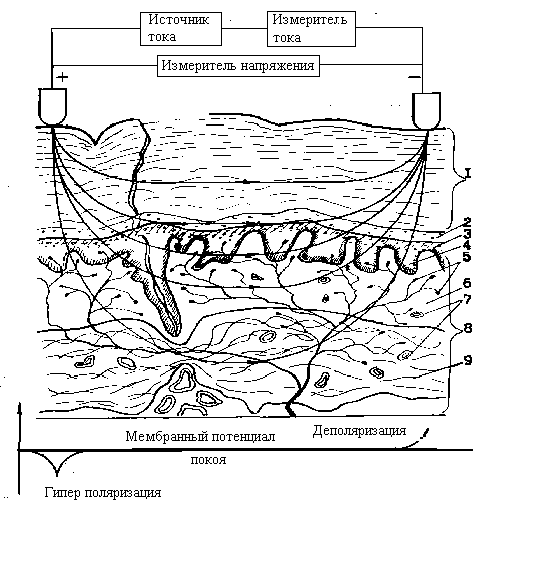 Источник
тока
Измеритель
тока
Измеритель напряжения
+
−
I
2
3
4
5
6
7
8
9
Мембранный потенциал
покоя
Деполяризация
Гипер поляризация